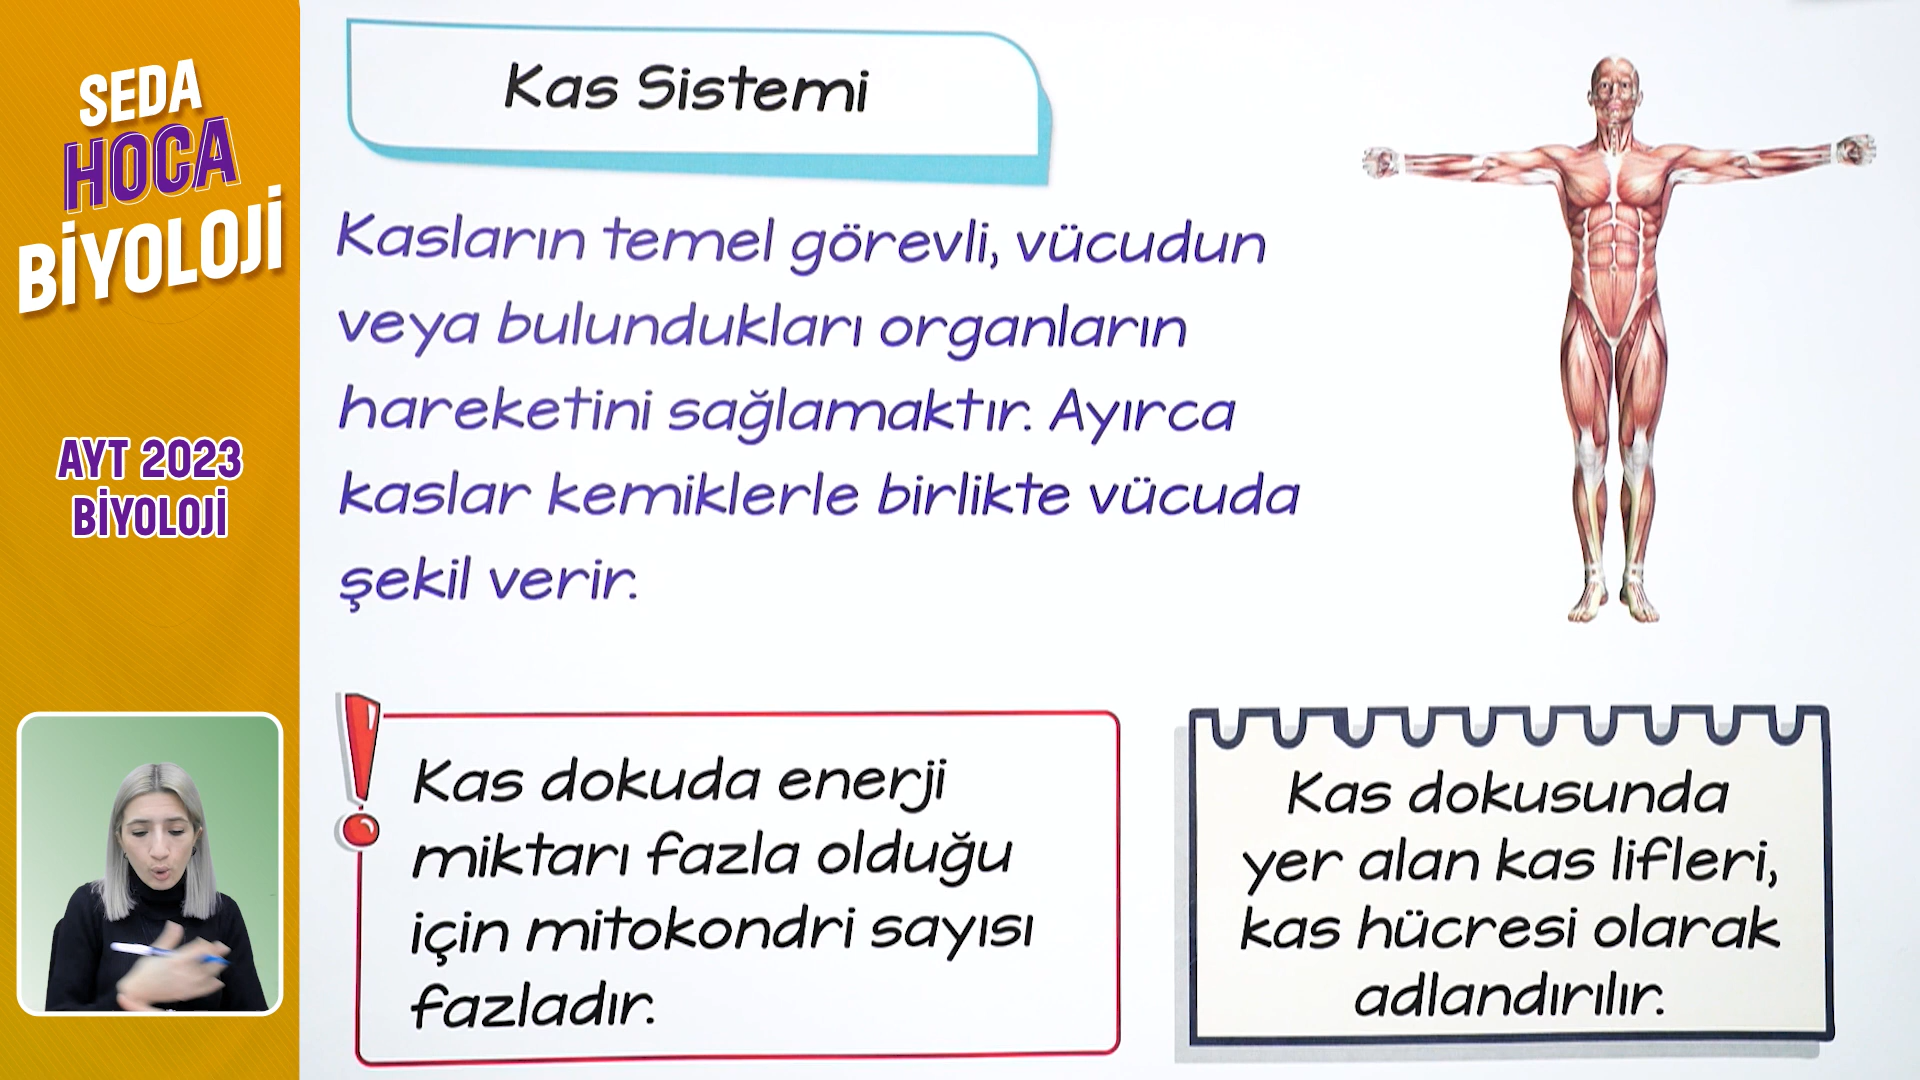 SEDA
HOCA
BİYOLOJİ
AYT 2023
BİYOLOJİ
Kas Sistemi
Kasların temel görevli, vücudun
veya bulundukları organların
hareketini sağlamaktır. Ayırca
kaslar kemiklerle birlikte vücuda
şekil verir.
Kas dokuda enerji
miktarı fazla olduğu
için mitokondri sayısı
fazladır.
Kas dokusunda
yer alan kas lifleri,
kas hücresi olarak
adlandırılır.